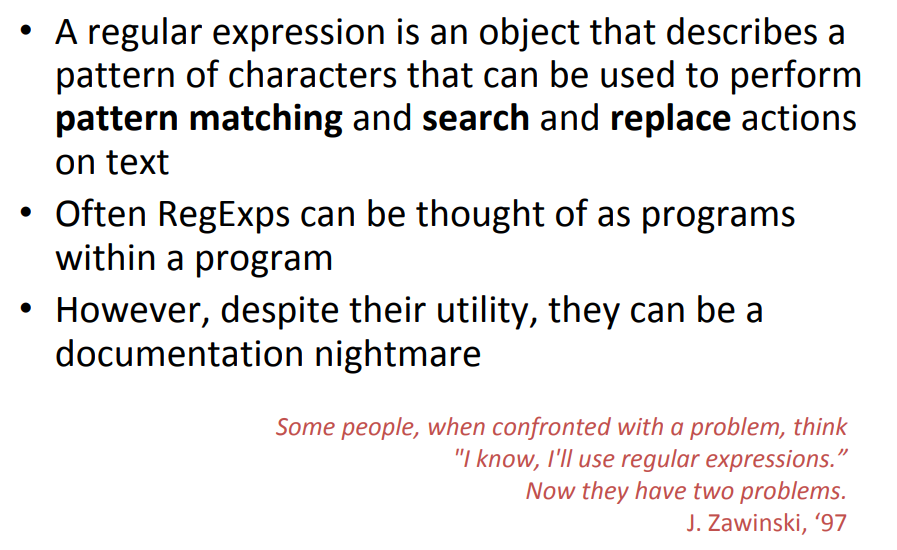 • A regular expression is an object that describes a
pattern of characters that can be used to perform
pattern matching and search and replace actions
on text
• Often RegExps can be thought of as programs
within a program
• However, despite their utility, they can be a
documentation nightmare
Some people, when confronted with a problem, think
"I know, I'll use regular expressions.”
Now they have two problems.
J. Zawinski, ‘97